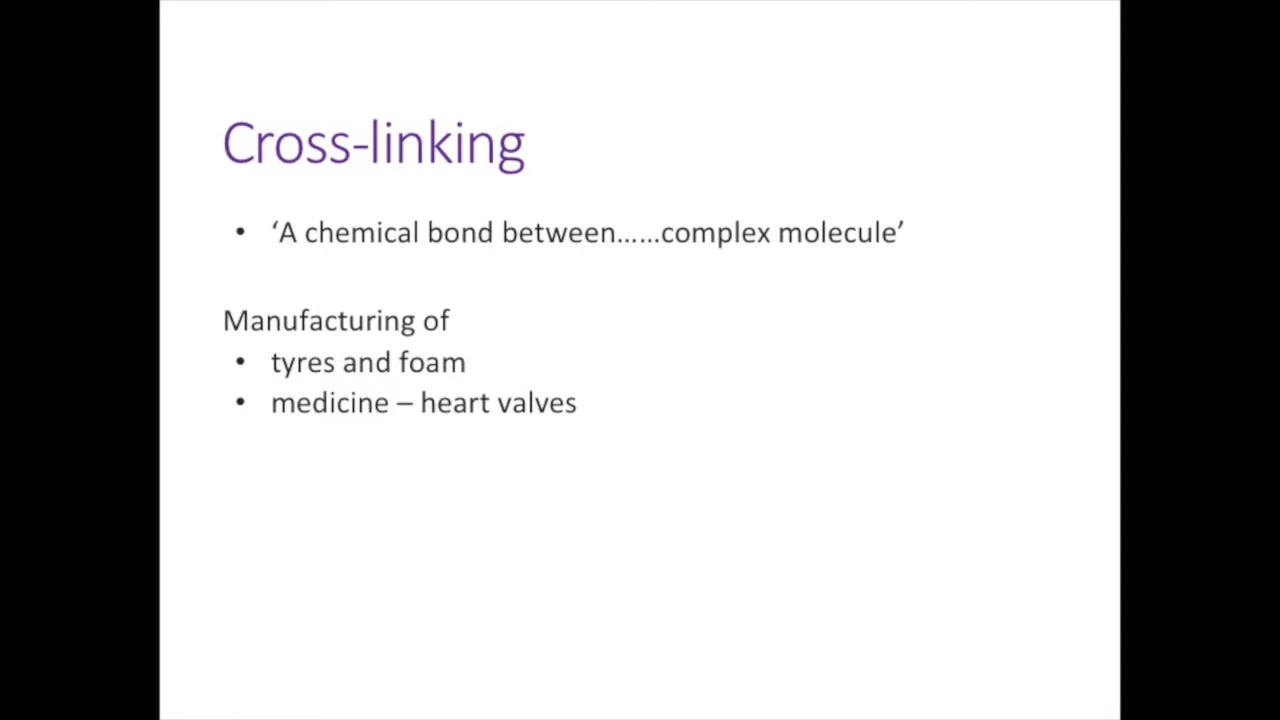 Cross-linking
• ‘A chemical bond between……complex molecule’
Manufacturing of
• tyres and foam
• medicine – heart valves